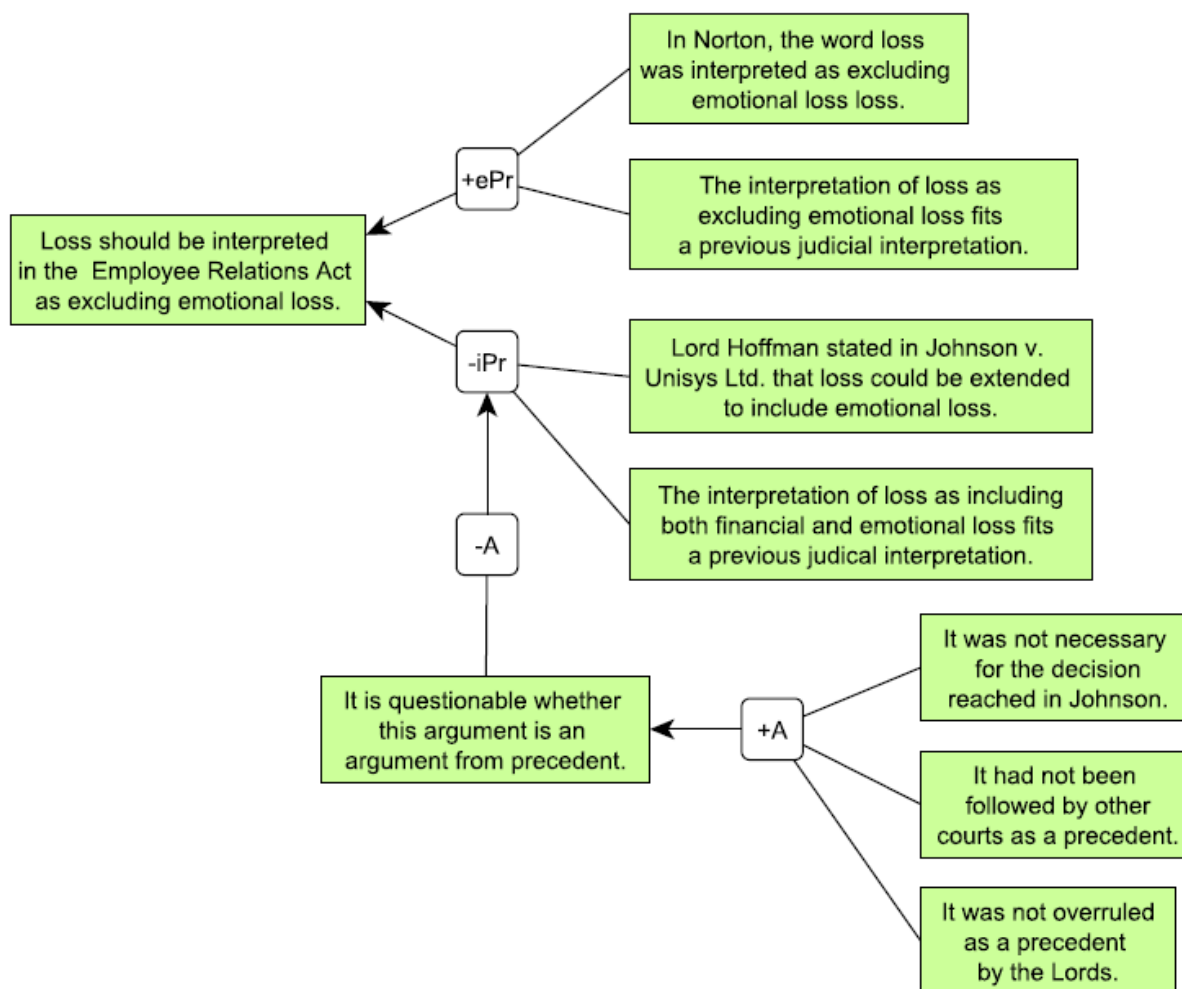 In Norton, the word loss
was interpreted as excluding
emotional loss loss.
+ePr
The interpretation of loss as
excluding emotional loss fits
a previous judicial interpretation.
Loss should be interpreted
in the Employee Relations Act
as excluding emotional loss.
-iPr
Lord Hoffman stated in Johnson v.
Unisys Ltd. that loss could be extended
to include emotional loss.
The interpretation of loss as including
both financial and emotional loss fits
a previous judical interpretation.
-A
It was not necessary
for the decision
reached in Johnson.
It is questionable whether
this argument is an
argument from precedent.
+A
It had not been
followed by other
courts as a precedent.
It was not overruled
as a precedent
by the Lords.